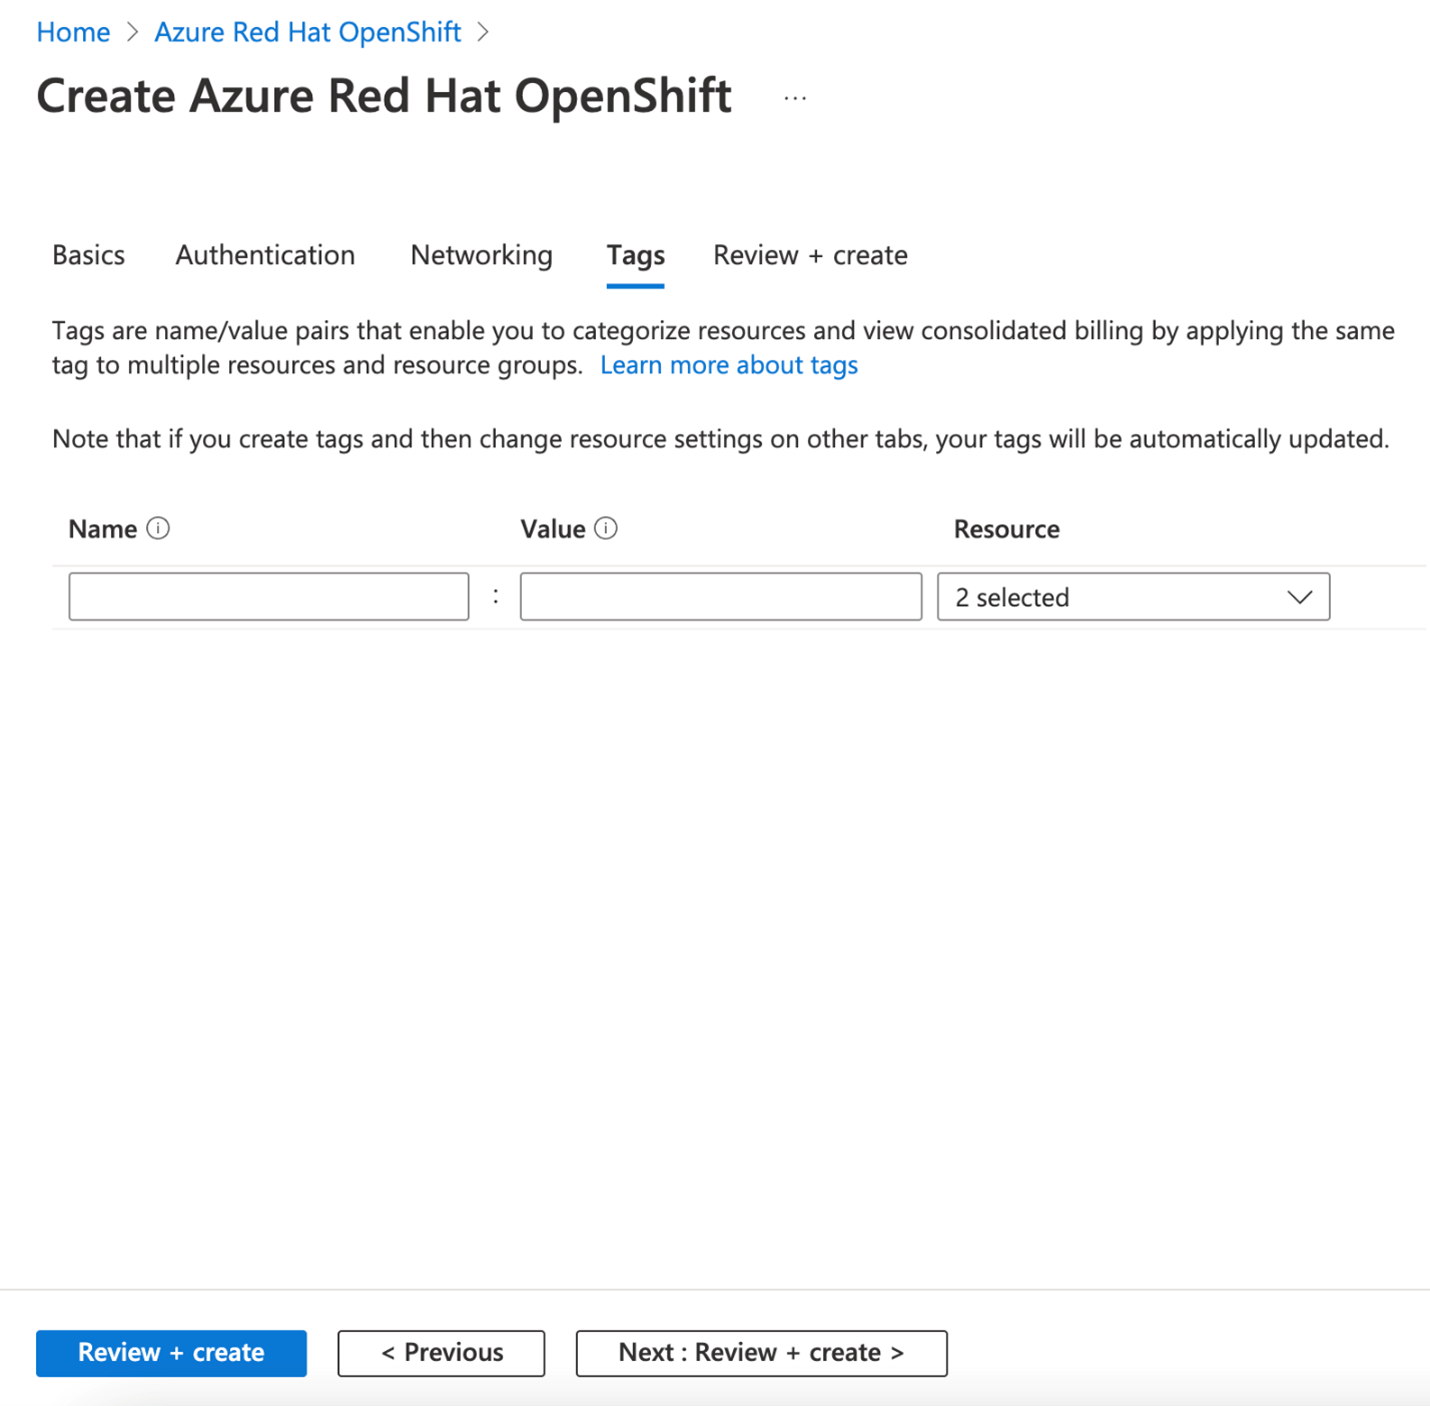 Home > Azure Red Hat OpenShift >
Create Azure Red Hat OpenShift ...
Basics Authentication Networking Tags Review + create
Tags are name/value pairs that enable you to categorize resources and view consolidated billing by applying the same
tag to multiple resources and resource groups. Learn more about tags
Note that if you create tags and then change resource settings on other tabs, your tags will be automatically updated.
Name Value Resource
: 2 selected
Review + create < Previous Next : Review + create >